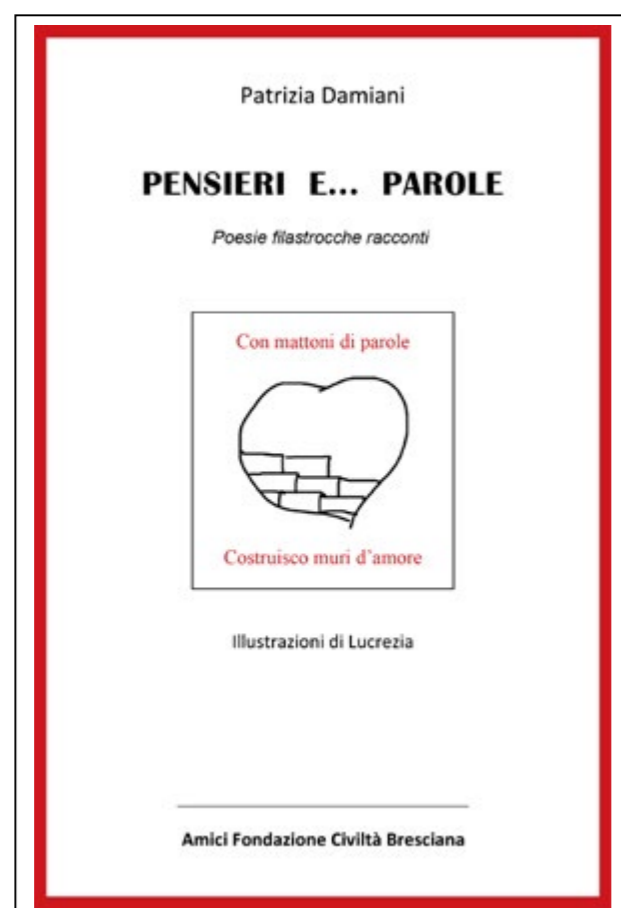 Patrizia Damiani
PENSIERI E... PAROLE
Poesie filastrocche racconti
Con mattoni di parole
Costruisco muri d'amore
Illustrazioni di Lucrezia
Amici Fondazione Civiltà Bresciana